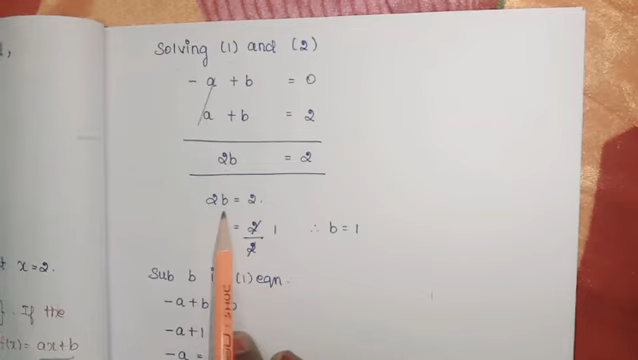 Solving (1) and (2)
- a + b = 0
a + b = 2
2b = 2
2b = 2.
= 2/2 1 ∴ b = 1
t x = 2.
Sub b i (1) eqn.
} . If the
- a + b
- a + 1
f(x) = ax + b
- a =